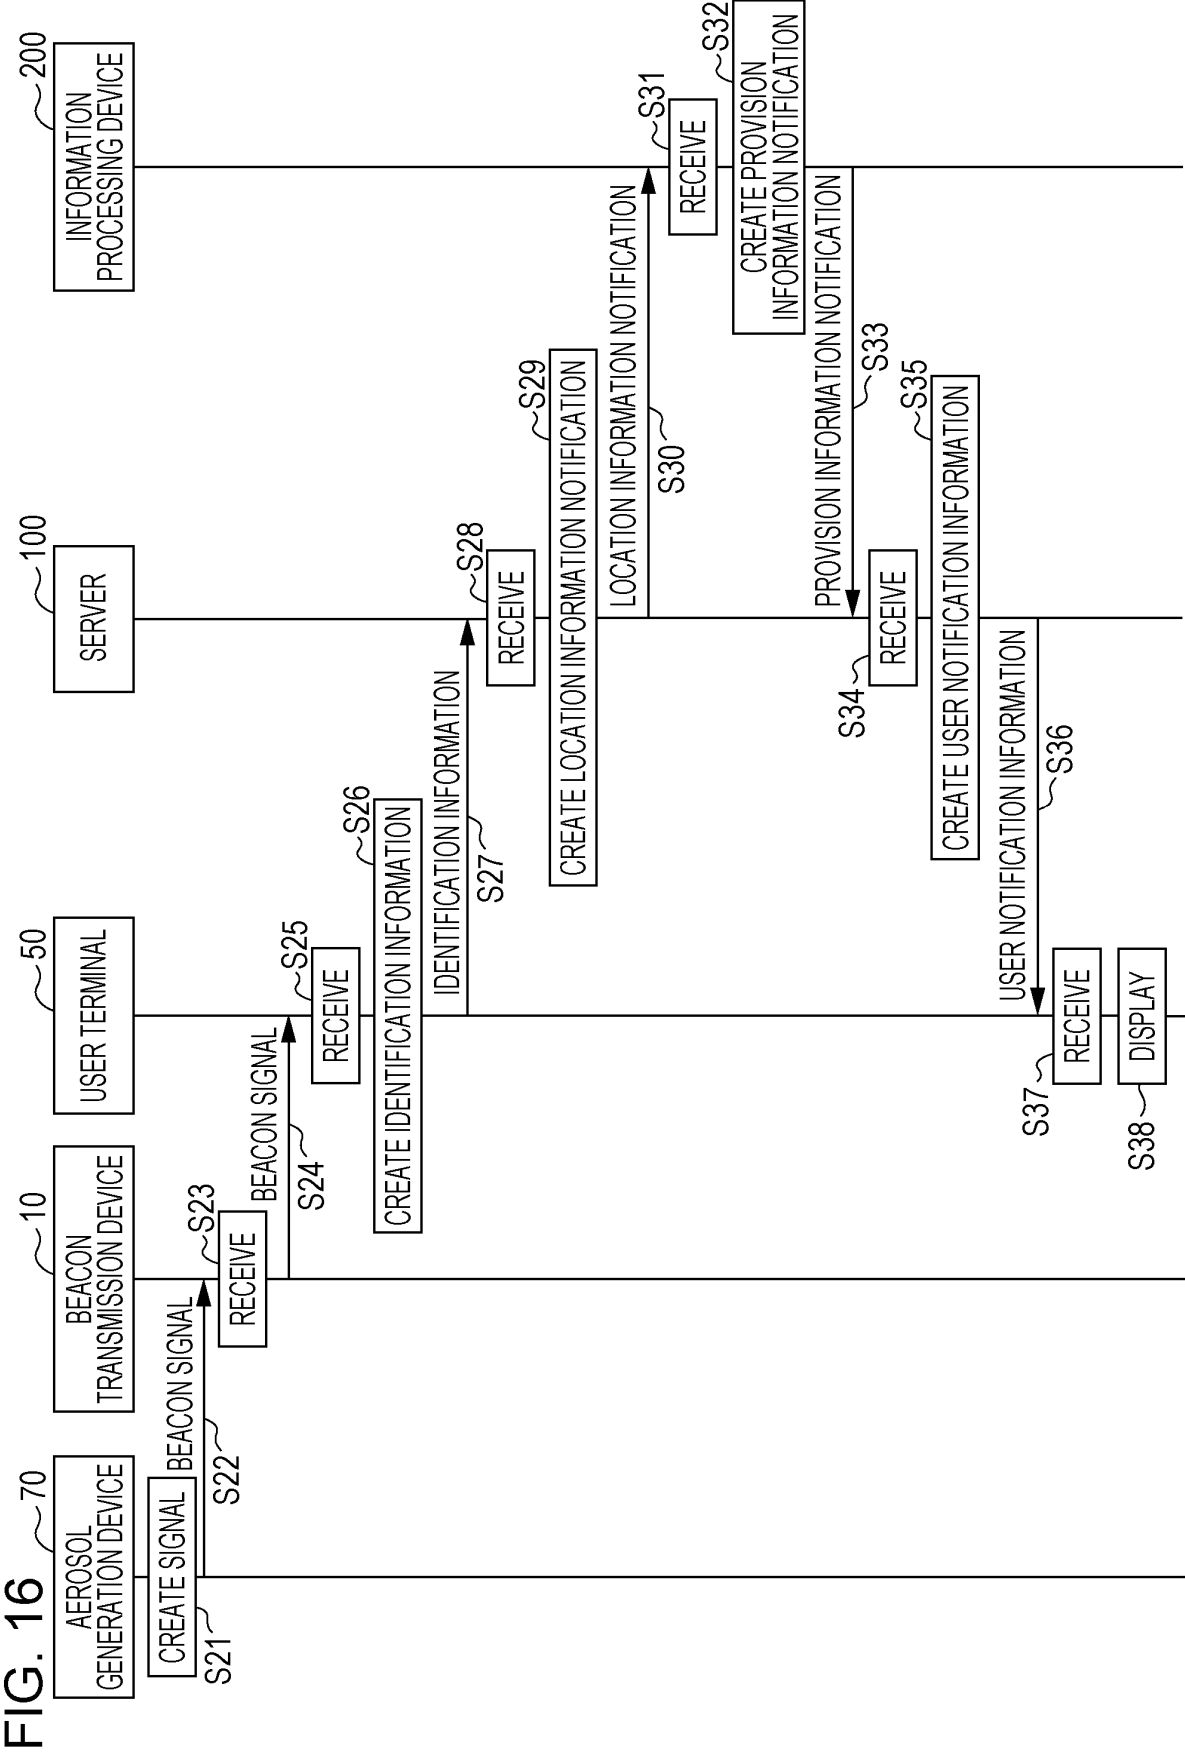 FIG. 16
70
AEROSOL
GENERATION DEVICE
10
BEACON
TRANSMISSION DEVICE
50
USER TERMINAL
100
SERVER
200
INFORMATION
PROCESSING DEVICE
CREATE SIGNAL
S21
BEACON SIGNAL
S22
S23
RECEIVE
BEACON SIGNAL
S24
S25
RECEIVE
S26
CREATE IDENTIFICATION INFORMATION
IDENTIFICATION INFORMATION
S27
S28
RECEIVE
S29
CREATE LOCATION INFORMATION NOTIFICATION
LOCATION INFORMATION NOTIFICATION
S30
S31
RECEIVE
S32
CREATE PROVISION
INFORMATION NOTIFICATION
PROVISION INFORMATION NOTIFICATION
S33
S34
RECEIVE
S35
CREATE USER NOTIFICATION INFORMATION
USER NOTIFICATION INFORMATION
S36
S37
RECEIVE
S38
DISPLAY